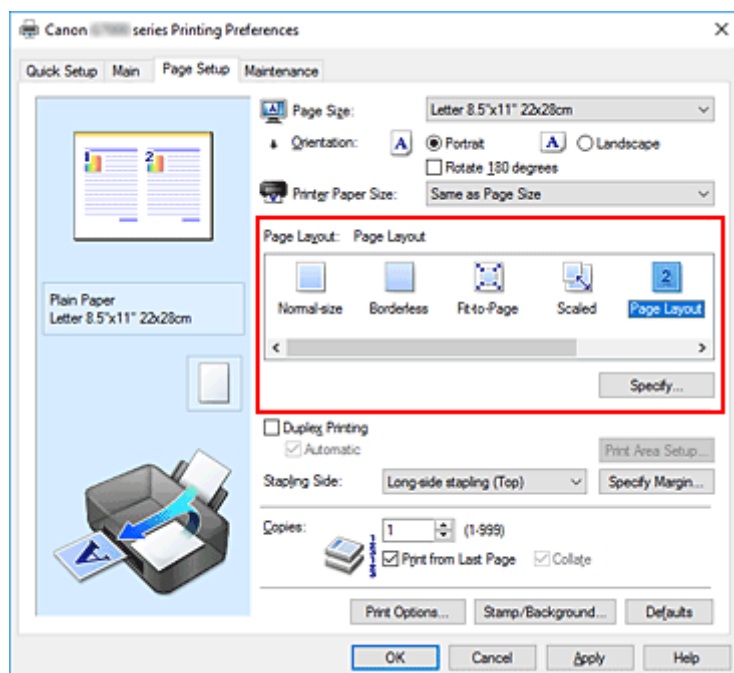 Canon series Printing Preferences
Quick Setup Main Page Setup Maintenance
1 2
Plain Paper
Letter 8.5"x11" 22x28cm
A
Page Size: Letter 8.5"x11" 22x28cm
Orientation: A Portrait A Landscape
Rotate 180 degrees
Printer Paper Size: Same as Page Size
Page Layout: Page Layout
2
Normal-size Borderless Fit-to-Page Scaled Page Layout
Specify...
Duplex Printing
Automatic
Print Area Setup...
Stapling Side: Long-side stapling (Top) Specify Margin...
Copies: 1 (1-999)
Print from Last Page Collate
Print Options... Stamp/Background... Defaults
OK Cancel Apply Help